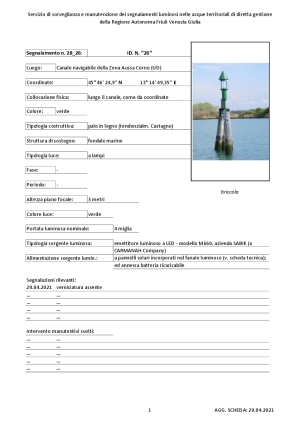 Servizio di sorveglianza e manutenzione dei segnalamenti luminosi nelle acque territoriali di diretta gestione
della Regione Autonoma Friuli Venezia Giulia
Segnalamento n. 28_26: ID. N. "26"
Luogo: Canale navigabile della Zona Aussa Corno (UD)
Coordinate: 45° 46' 24,9" N 13° 14' 49,35" E
Collocazione fisica: lungo il canale, come da coordinate
Colore: verde
Tipologia costruttiva: palo in legno (tendenzialm. Castagno)
Struttura di sostegno: fondale marino
Tipologia luce: a lampi
Fase: -
Periodo: -
briccole
Altezza piano focale: 3 metri
Colore luce: verde
Portata luminosa nominale: 4 miglia
Tipologia sorgente luminosa: emettitore luminoso a LED - modello M660, azienda SABIK (o
CARMANAH Company)
Alimentazione sorgente lumin.: a pannelli solari incorporati nel fanale luminoso (v. scheda tecnica);
ed annessa batteria ricaricabile
Segnalazioni rilevanti:
20.04.2021 verniciatura assente
... ...
... ...
... ...
... ...
Intervento manutentivi svolti:
... ...
... ...
... ...
... ...
1 AGG. SCHEDA: 20.04.2021